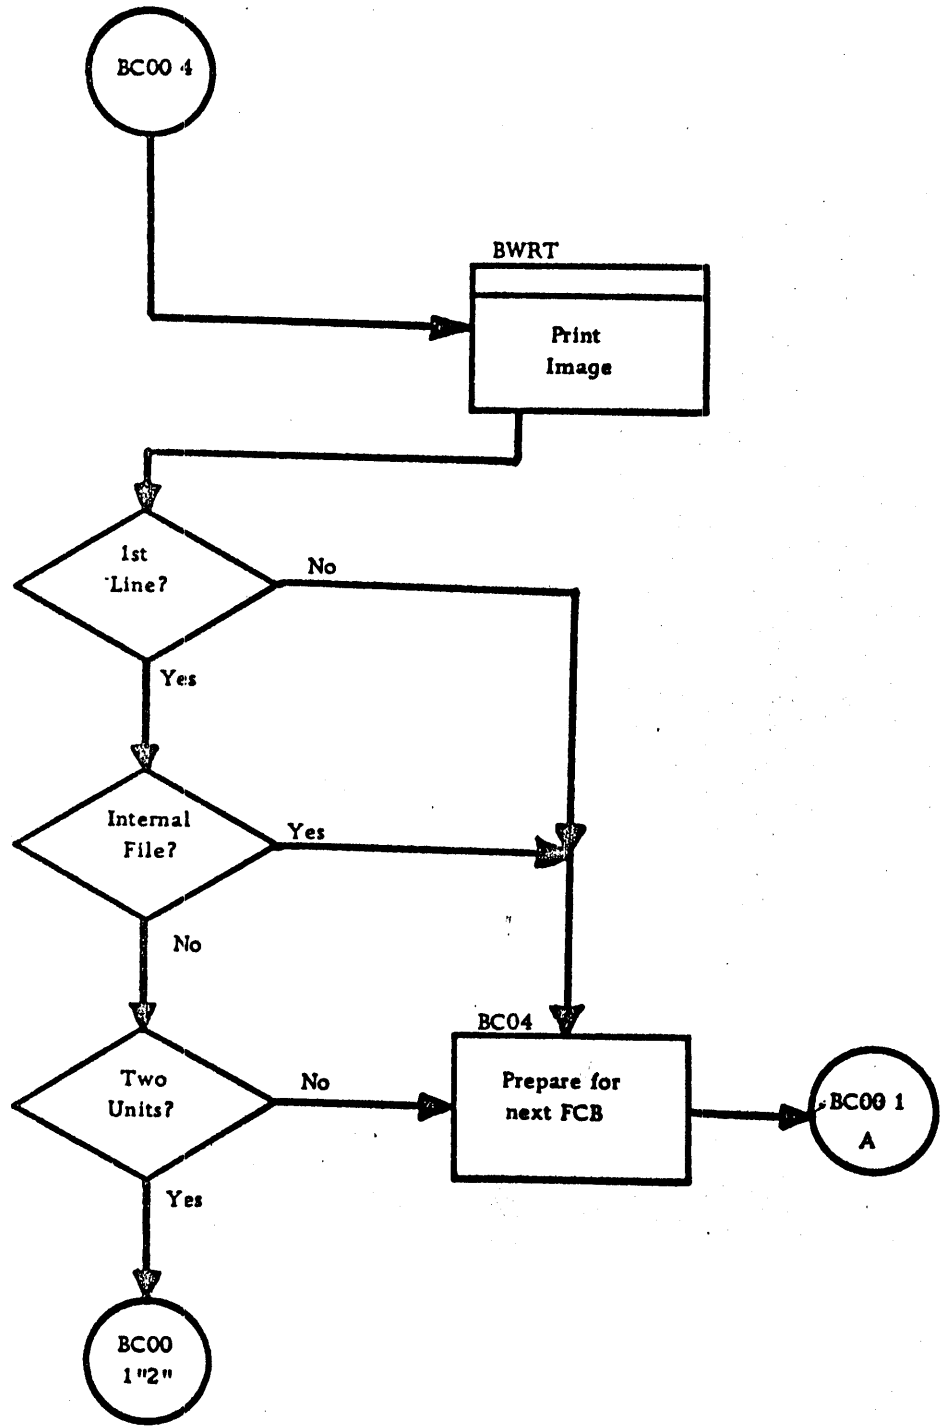 BC00 4
BWRT
Print
Image
1st
Line?
No
Yes
Internal
File?
Yes
No
Two
Units?
No
Yes
BC04
Prepare for
next FCB
BC00 1
A
BC00
1"2"